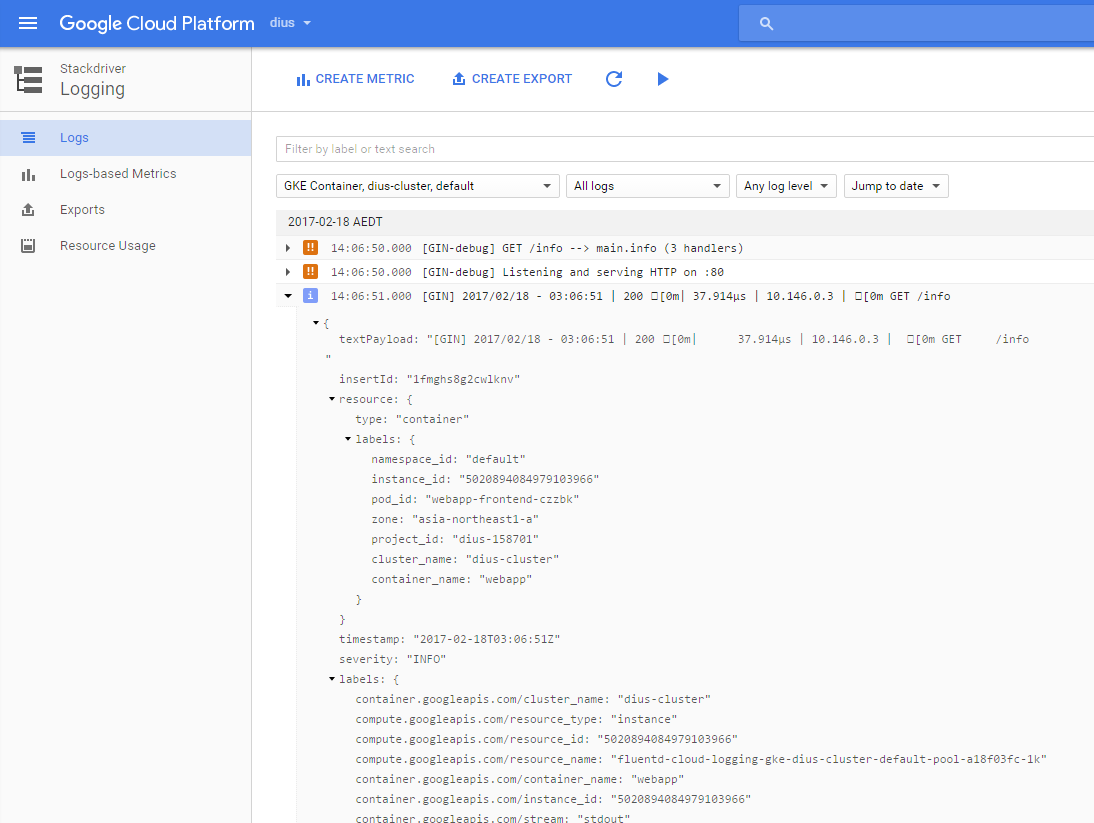 Google Cloud Platform dius
Stackdriver
Logging
CREATE METRIC CREATE EXPORT
Logs
Logs-based Metrics
Exports
Resource Usage
Filter by label or text search
GKE Container, dius-cluster, default All logs Any log level Jump to date
2017-02-18 AEDT
!! 14:06:50.000 [GIN-debug] GET /info --> main.info (3 handlers)
!! 14:06:50.000 [GIN-debug] Listening and serving HTTP on :80
i 14:06:51.000 [GIN] 2017/02/18 - 03:06:51 | 200 □[0m| 37.914µs | 10.146.0.3 | □[0m GET /info
{
textPayload: "[GIN] 2017/02/18 - 03:06:51 | 200 □[0m| 37.914µs | 10.146.0.3 | □[0m GET /info
"
insertId: "1fmghs8g2cwlknv"
resource: {
type: "container"
labels: {
namespace_id: "default"
instance_id: "5020894084979103966"
pod_id: "webapp-frontend-czzbk"
zone: "asia-northeast1-a"
project_id: "dius-158701"
cluster_name: "dius-cluster"
container_name: "webapp"
}
}
timestamp: "2017-02-18T03:06:51Z"
severity: "INFO"
labels: {
container.googleapis.com/cluster_name: "dius-cluster"
compute.googleapis.com/resource_type: "instance"
compute.googleapis.com/resource_id: "5020894084979103966"
compute.googleapis.com/resource_name: "fluentd-cloud-logging-gke-dius-cluster-default-pool-a18f03fc-1k"
container.googleapis.com/container_name: "webapp"
container.googleapis.com/instance_id: "5020894084979103966"
container.googleapis.com/stream: "stdout"